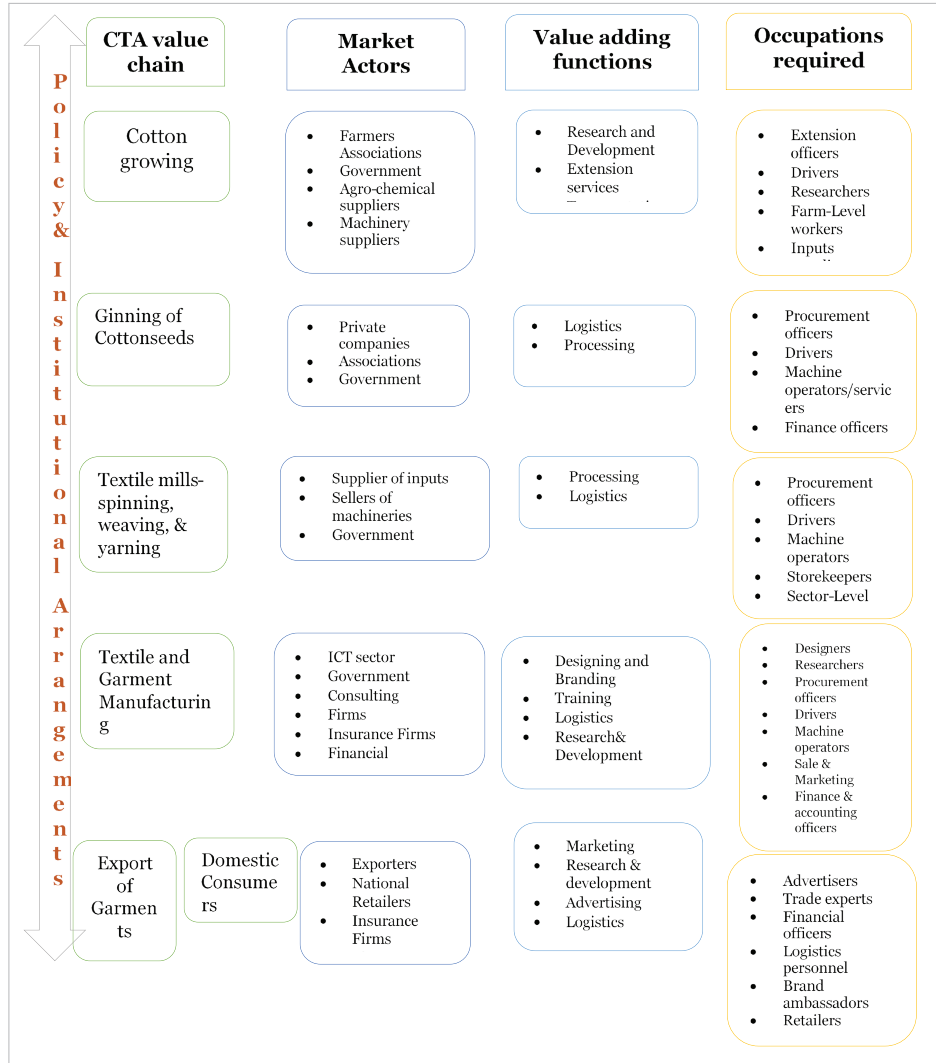 CTA value
chain
Market
Actors
Value adding
functions
Occupations
required
Policy& Institutional Arrangements
Cotton
growing
• Farmers
Associations
• Government
• Agro-chemical
suppliers
• Machinery
suppliers
• Research and
Development
• Extension
services
• Extension
officers
• Drivers
• Researchers
• Farm-Level
workers
• Inputs
Ginning of
Cottonseeds
• Private
companies
• Associations
• Government
• Logistics
• Processing
• Procurement
officers
• Drivers
• Machine
operators/servic
ers
• Finance officers
Textile mills-
spinning,
weaving, &
yarning
• Supplier of inputs
• Sellers of
machineries
• Government
• Processing
• Logistics
• Procurement
officers
• Drivers
• Machine
operators
• Storekeepers
• Sector-Level
Textile and
Garment
Manufacturin
g
• ICT sector
• Government
• Consulting
• Firms
• Insurance Firms
• Financial
• Designing and
Branding
• Training
• Logistics
• Research&
Development
• Designers
• Researchers
• Procurement
officers
• Drivers
• Machine
operators
• Sale &
Marketing
• Finance &
accounting
officers
Export
of
Garmen
ts
Domestic
Consume
rs
• Exporters
• National
Retailers
• Insurance
Firms
• Marketing
• Research &
development
• Advertising
• Logistics
• Advertisers
• Trade experts
• Financial
officers
• Logistics
personnel
• Brand
ambassadors
• Retailers